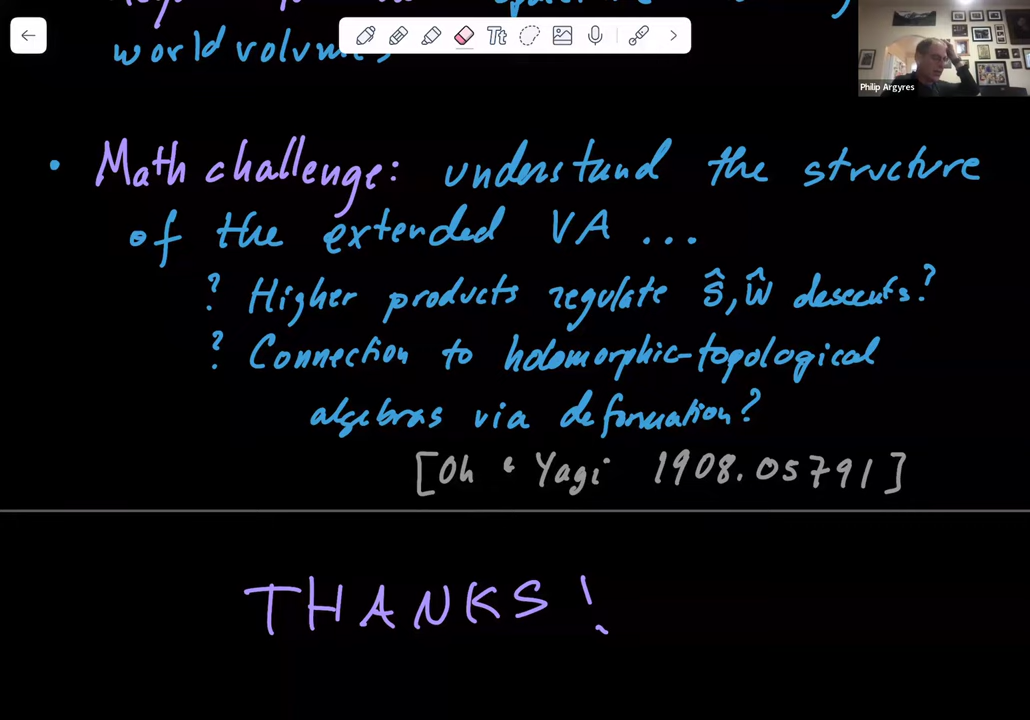 world volumes
Tt
Philip Argyres
• Math challenge: understand the structure
of the extended VA ...
? Higher products regulate Ŝ, Ŵ descents?
? Connection to holomorphic-topological
algebras via deformation?
[Oh & Yagi 1908.05791]
THANKS!